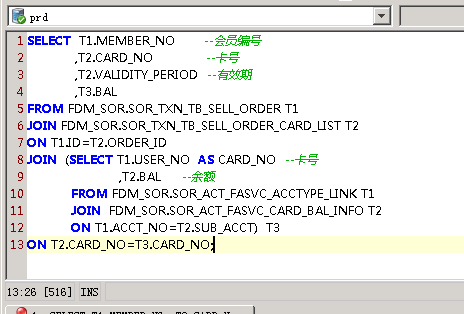 prd
1 SELECT T1.MEMBER_NO --会员编号
2 ,T2.CARD_NO --卡号
3 ,T2.VALIDITY_PERIOD --有效期
4 ,T3.BAL
5 FROM FDM_SOR.SOR_TXN_TB_SELL_ORDER T1
6 JOIN FDM_SOR.SOR_TXN_TB_SELL_ORDER_CARD_LIST T2
7 ON T1.ID=T2.ORDER_ID
8 JOIN (SELECT T1.USER_NO AS CARD_NO --卡号
9 ,T2.BAL --余额
10 FROM FDM_SOR.SOR_ACT_FASVC_ACCTYPE_LINK T1
11 JOIN FDM_SOR.SOR_ACT_FASVC_CARD_BAL_INFO T2
12 ON T1.ACCT_NO=T2.SUB_ACCT) T3
13 ON T2.CARD_NO=T3.CARD_NO;
13:26 [516] INS